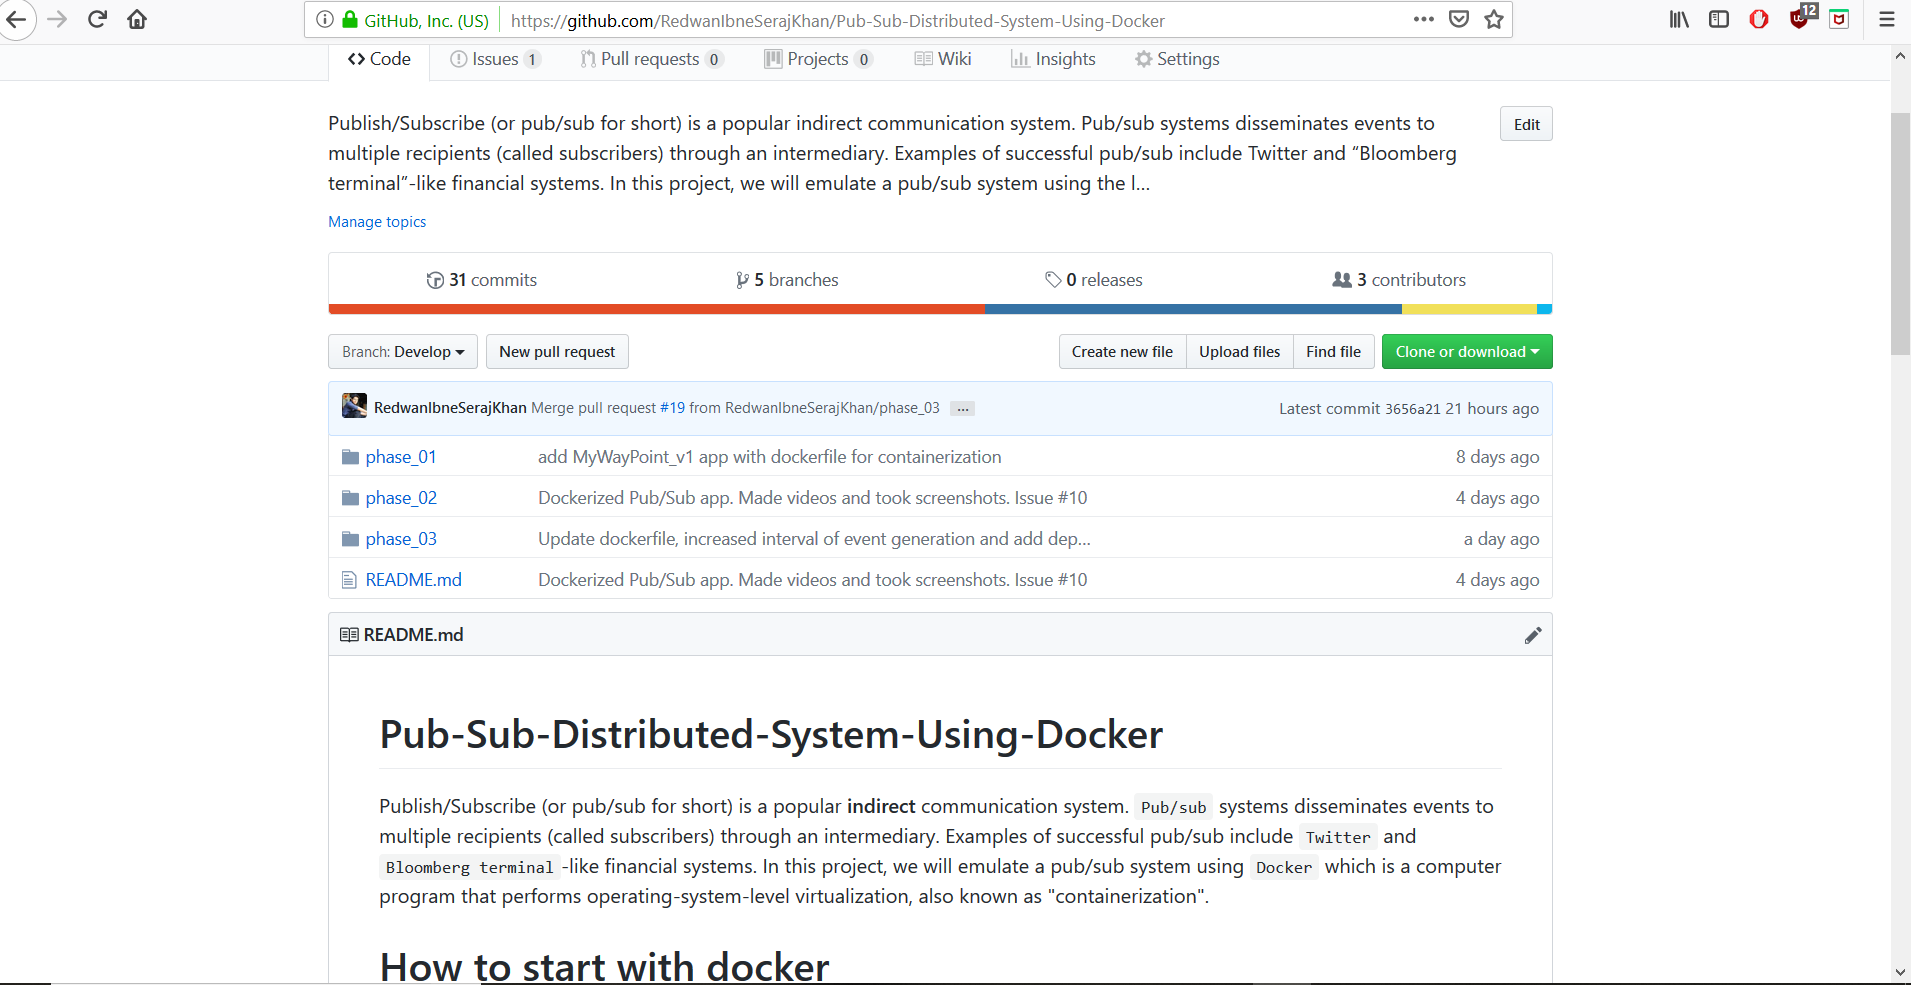 GitHub, Inc. (US) https://github.com/RedwanIbneSerajKhan/Pub-Sub-Distributed-System-Using-Docker
12
Code Issues 1 Pull requests 0 Projects 0 Wiki Insights Settings
Publish/Subscribe (or pub/sub for short) is a popular indirect communication system. Pub/sub systems disseminates events to
Edit
multiple recipients (called subscribers) through an intermediary. Examples of successful pub/sub include Twitter and “Bloomberg
terminal”-like financial systems. In this project, we will emulate a pub/sub system using the l...
Manage topics
31 commits 5 branches 0 releases 3 contributors
Branch: Develop New pull request Create new file Upload files Find file Clone or download
RedwanIbneSerajKhan Merge pull request #19 from RedwanIbneSerajKhan/phase_03 ... Latest commit 3656a21 21 hours ago
phase_01 add MyWayPoint_v1 app with dockerfile for containerization 8 days ago
phase_02 Dockerized Pub/Sub app. Made videos and took screenshots. Issue #10 4 days ago
phase_03 Update dockerfile, increased interval of event generation and add dep... a day ago
README.md Dockerized Pub/Sub app. Made videos and took screenshots. Issue #10 4 days ago
README.md
Pub-Sub-Distributed-System-Using-Docker
Publish/Subscribe (or pub/sub for short) is a popular indirect communication system. Pub/sub systems disseminates events to
multiple recipients (called subscribers) through an intermediary. Examples of successful pub/sub include Twitter and
Bloomberg terminal -like financial systems. In this project, we will emulate a pub/sub system using Docker which is a computer
program that performs operating-system-level virtualization, also known as "containerization".
How to start with docker